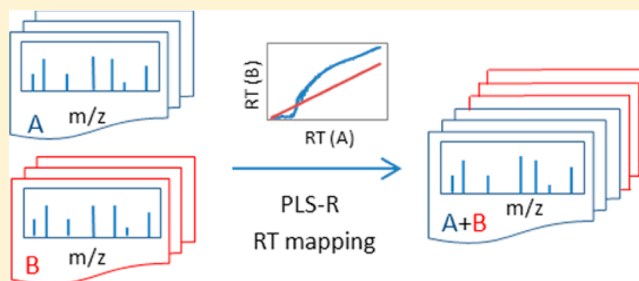 m/z
A
m/z
B
RT (B)
RT (A)
PLS-R
RT mapping
m/z
A+B